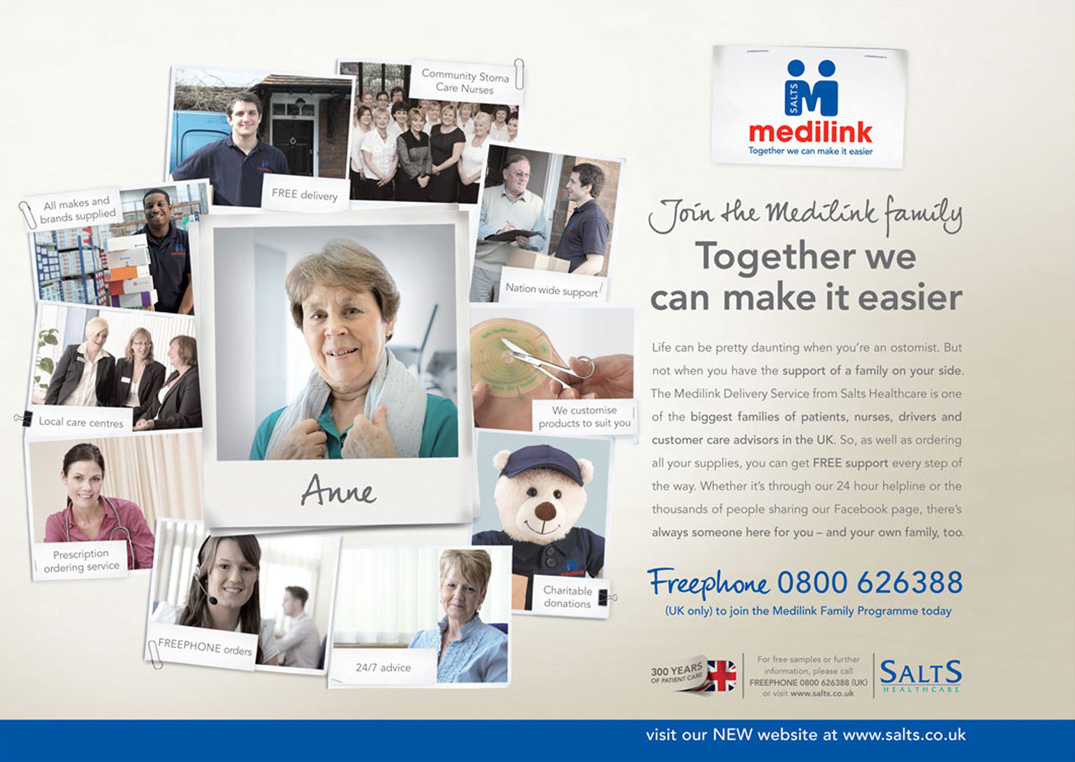 Community Stoma
Care Nurses
FREE delivery
All makes and
brands supplied
Nation wide support
Local care centres
We customise
products to suit you
Anne
Prescription
ordering service
Charitable
donations
FREEPHONE orders
24/7 advice
SALTS
medilink
Together we can make it easier
Join the Medilink family
Together we
can make it easier
Life can be pretty daunting when you're an ostomist. But
not when you have the support of a family on your side.
The Medilink Delivery Service from Salts Healthcare is one
of the biggest families of patients, nurses, drivers and
customer care advisors in the UK. So, as well as ordering
all your supplies, you can get FREE support every step of
the way. Whether it's through our 24 hour helpline or the
thousands of people sharing our Facebook page, there's
always someone here for you – and your own family, too.
Freephone 0800 626388
(UK only) to join the Medilink Family Programme today
300 YEARS
OF PATIENT CARE
For free samples or further
information, please call
FREEPHONE 0800 626388 (UK)
or visit www.salts.co.uk
SALTS
HEALTHCARE
visit our NEW website at www.salts.co.uk